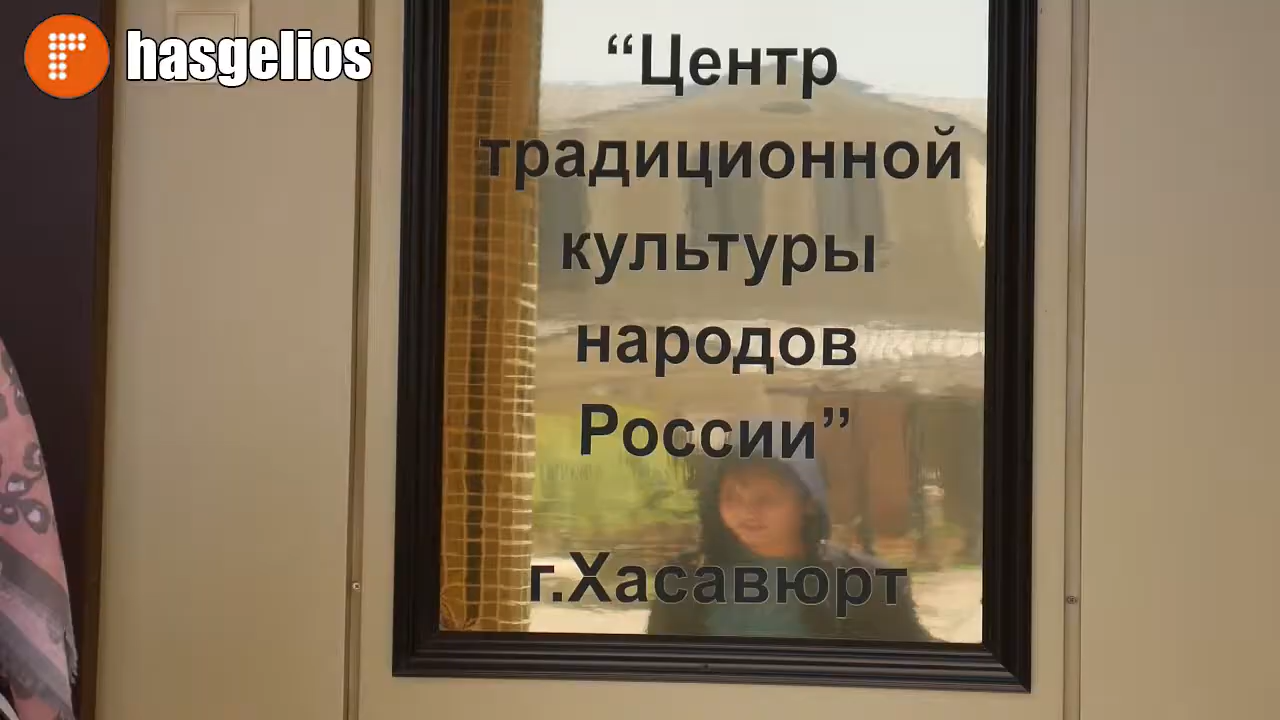 hasgelios
“Центр
традиционной
культуры
народов
России”
г.Хасавюрт